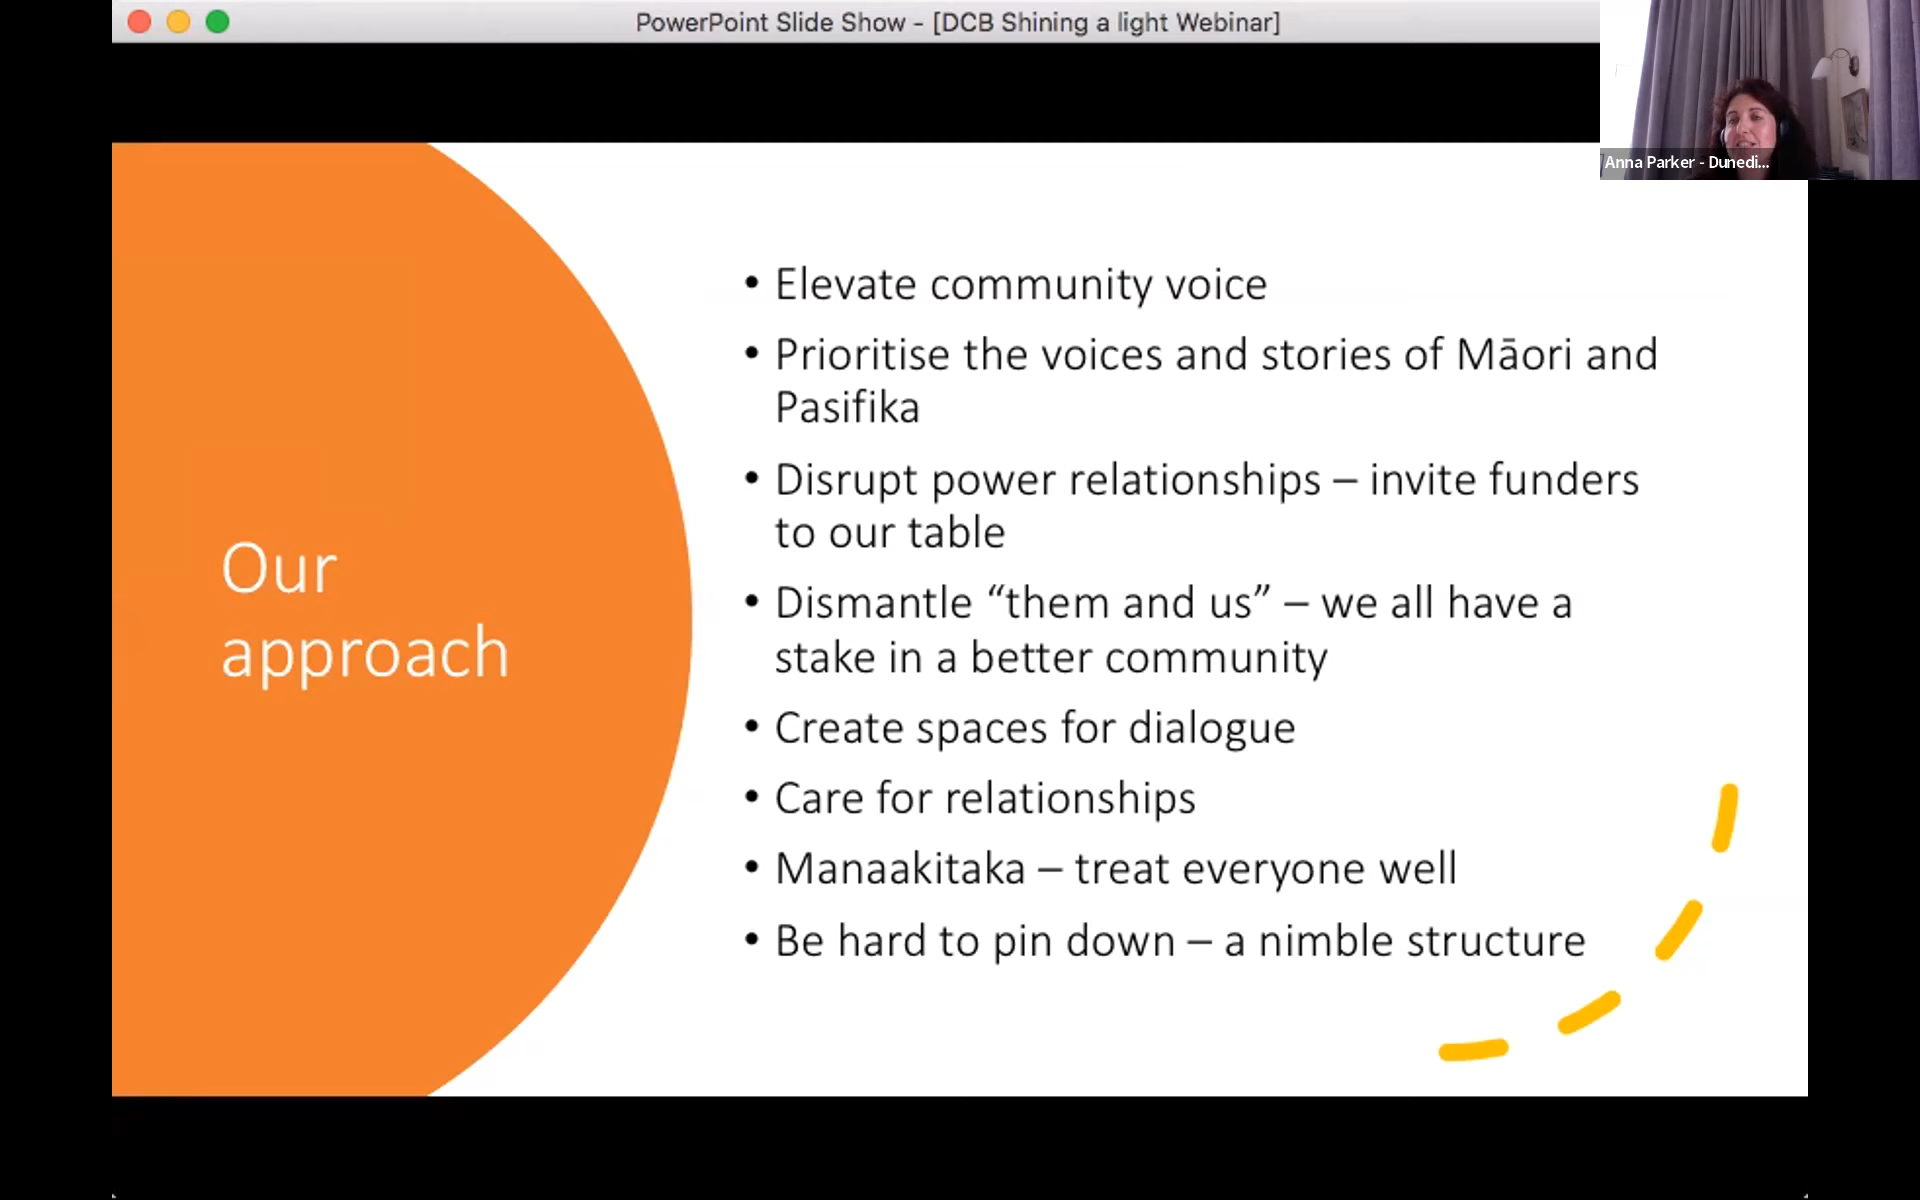 PowerPoint Slide Show - [DCB Shining a light Webinar]
Anna Parker - Dunedi...
Our
approach
• Elevate community voice
• Prioritise the voices and stories of Māori and
Pasifika
• Disrupt power relationships – invite funders
to our table
• Dismantle “them and us” – we all have a
stake in a better community
• Create spaces for dialogue
• Care for relationships
• Manaakitaka – treat everyone well
• Be hard to pin down – a nimble structure